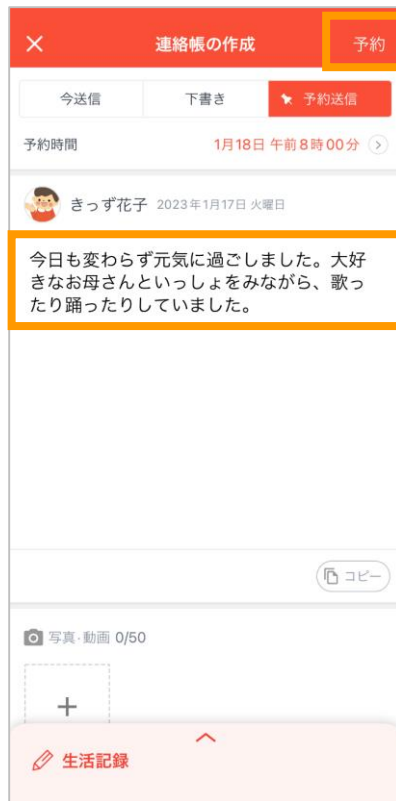 連絡帳の作成 予約
今送信 下書き 予約送信
予約時間 1月18日 午前8時00分
きっず花子 2023年1月17日 火曜日
今日も変わらず元気に過ごしました。大好
きなお母さんといっしょをみながら、歌っ
たり踊ったりしていました。
コピー
写真・動画 0/50
生活記録